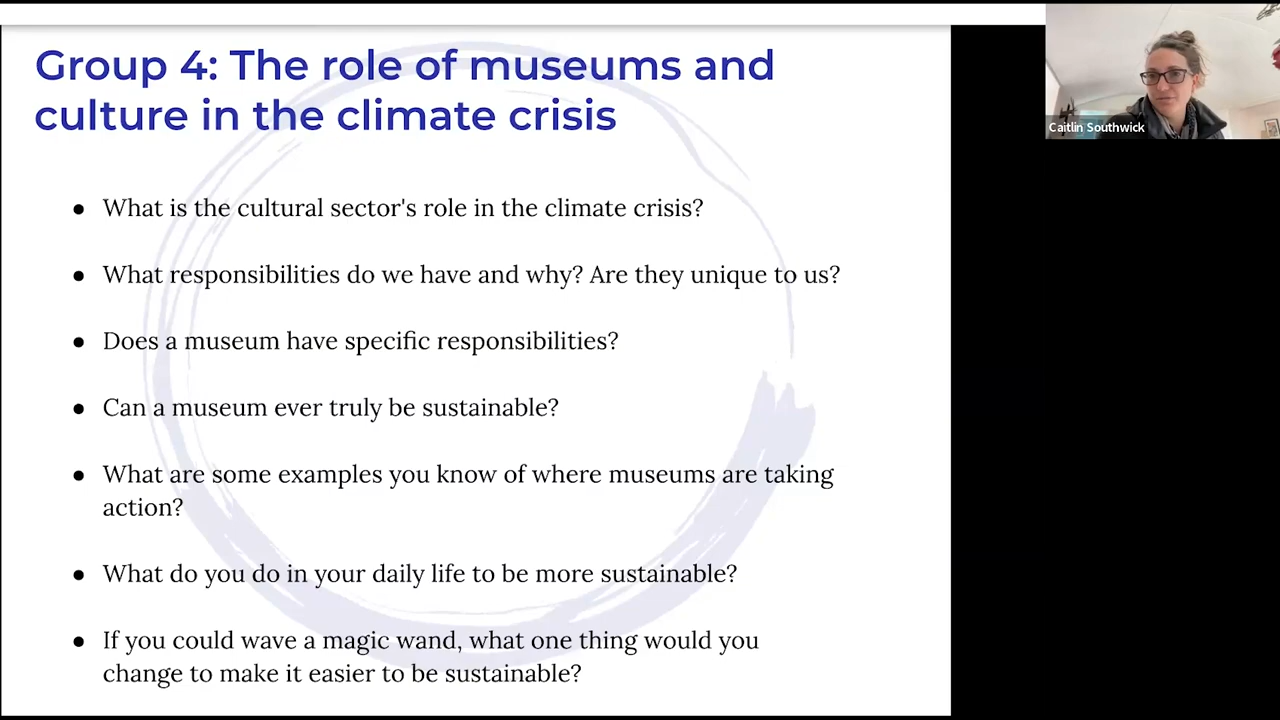 Group 4: The role of museums and
culture in the climate crisis
● What is the cultural sector's role in the climate crisis?
● What responsibilities do we have and why? Are they unique to us?
● Does a museum have specific responsibilities?
● Can a museum ever truly be sustainable?
● What are some examples you know of where museums are taking
action?
● What do you do in your daily life to be more sustainable?
● If you could wave a magic wand, what one thing would you
change to make it easier to be sustainable?
Caitlin Southwick